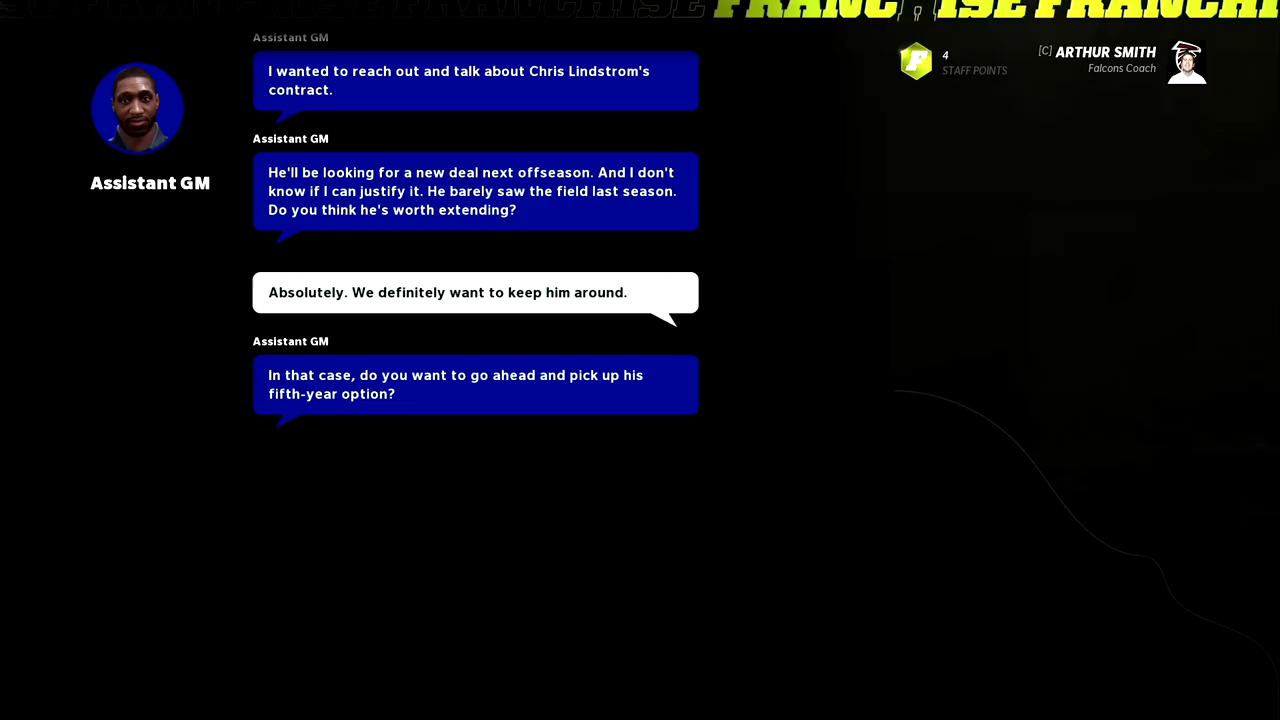 FRANCHISE FRANCHI
Assistant GM
I wanted to reach out and talk about Chris Lindstrom's
contract.
4
STAFF POINTS
[C] ARTHUR SMITH
Falcons Coach
Assistant GM
Assistant GM
He'll be looking for a new deal next offseason. And I don't
know if I can justify it. He barely saw the field last season.
Do you think he's worth extending?
Absolutely. We definitely want to keep him around.
Assistant GM
In that case, do you want to go ahead and pick up his
fifth-year option?